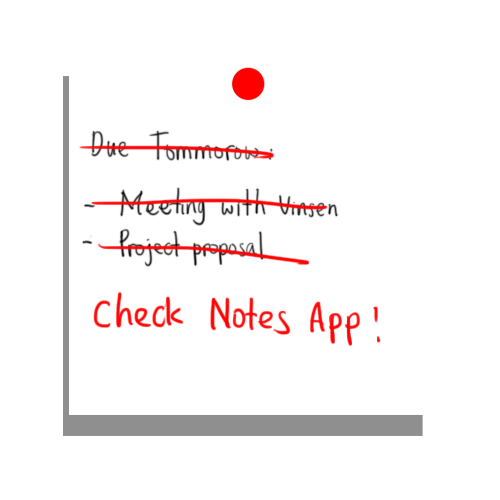 Due Tommorow:
- Meeting with Vinsen
- Project proposal
Check Notes App!